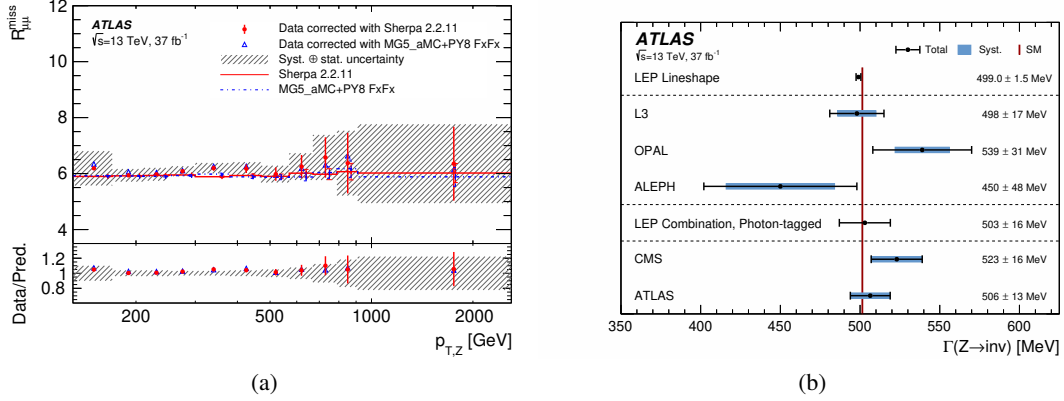 ATLAS
√s=13 TeV, 37 fb⁻¹
Data corrected with Sherpa 2.2.11
Data corrected with MG5_aMC+PY8 FxFx
Syst. ⊕ stat. uncertainty
Sherpa 2.2.11
MG5_aMC+PY8 FxFx
R^miss_μμ
12
10
8
6
4
Data/Pred.
1.2
1
0.8
200
500
1000
2000
p_T,Z [GeV]
(a)
ATLAS
√s=13 TeV, 37 fb⁻¹
Total Syst. SM
LEP Lineshape 499.0 ± 1.5 MeV
L3 498 ± 17 MeV
OPAL 539 ± 31 MeV
ALEPH 450 ± 48 MeV
LEP Combination, Photon-tagged 503 ± 16 MeV
CMS 523 ± 16 MeV
ATLAS 506 ± 13 MeV
350 400 450 500 550 600
Γ(Z→inv) [MeV]
(b)